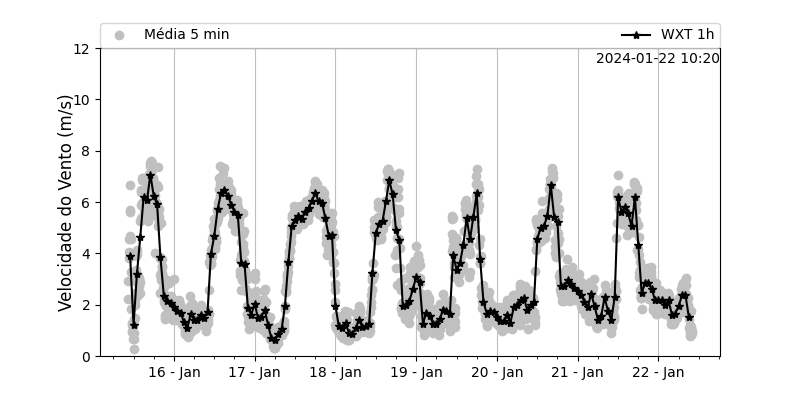 Média 5 min
WXT 1h
2024-01-22 10:20
Velocidade do Vento (m/s)
12
10
8
6
4
2
0
16 - Jan
17 - Jan
18 - Jan
19 - Jan
20 - Jan
21 - Jan
22 - Jan